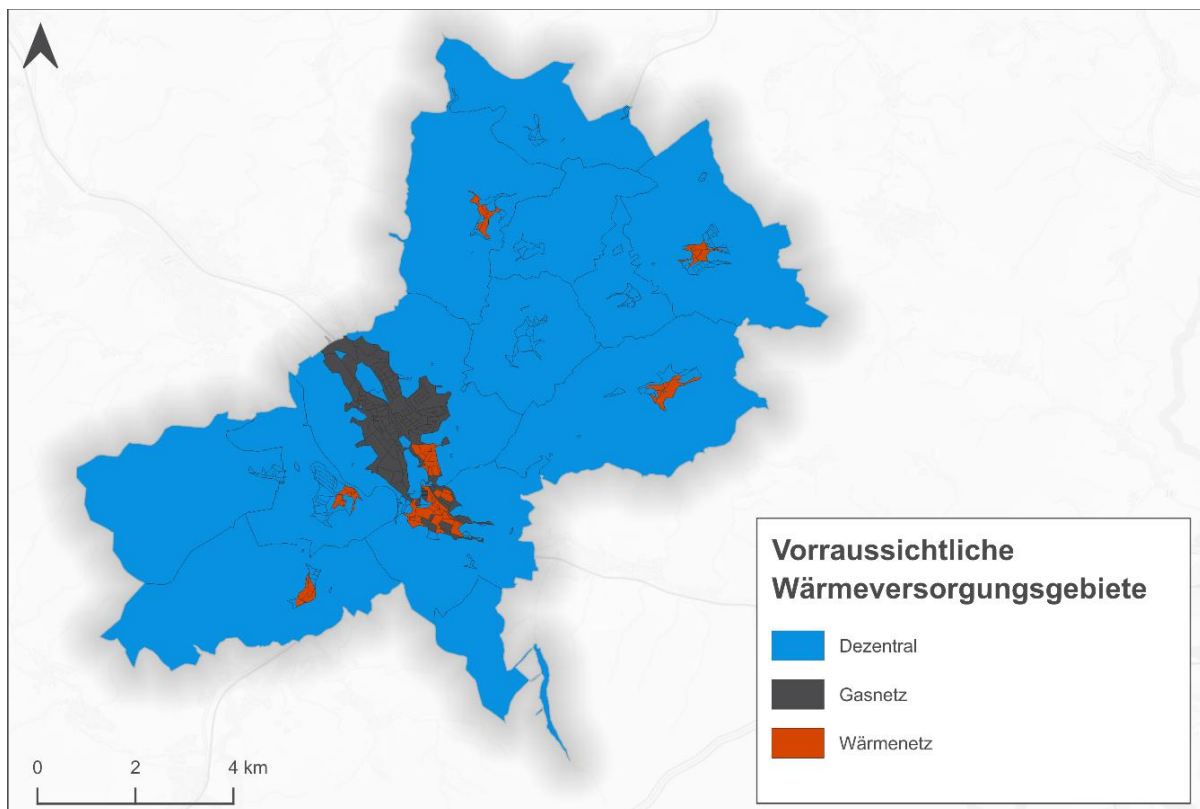 Vorraussichtliche
Wärmeversorgungsgebiete
Dezentral
Gasnetz
Wärmenetz
0 2 4 km